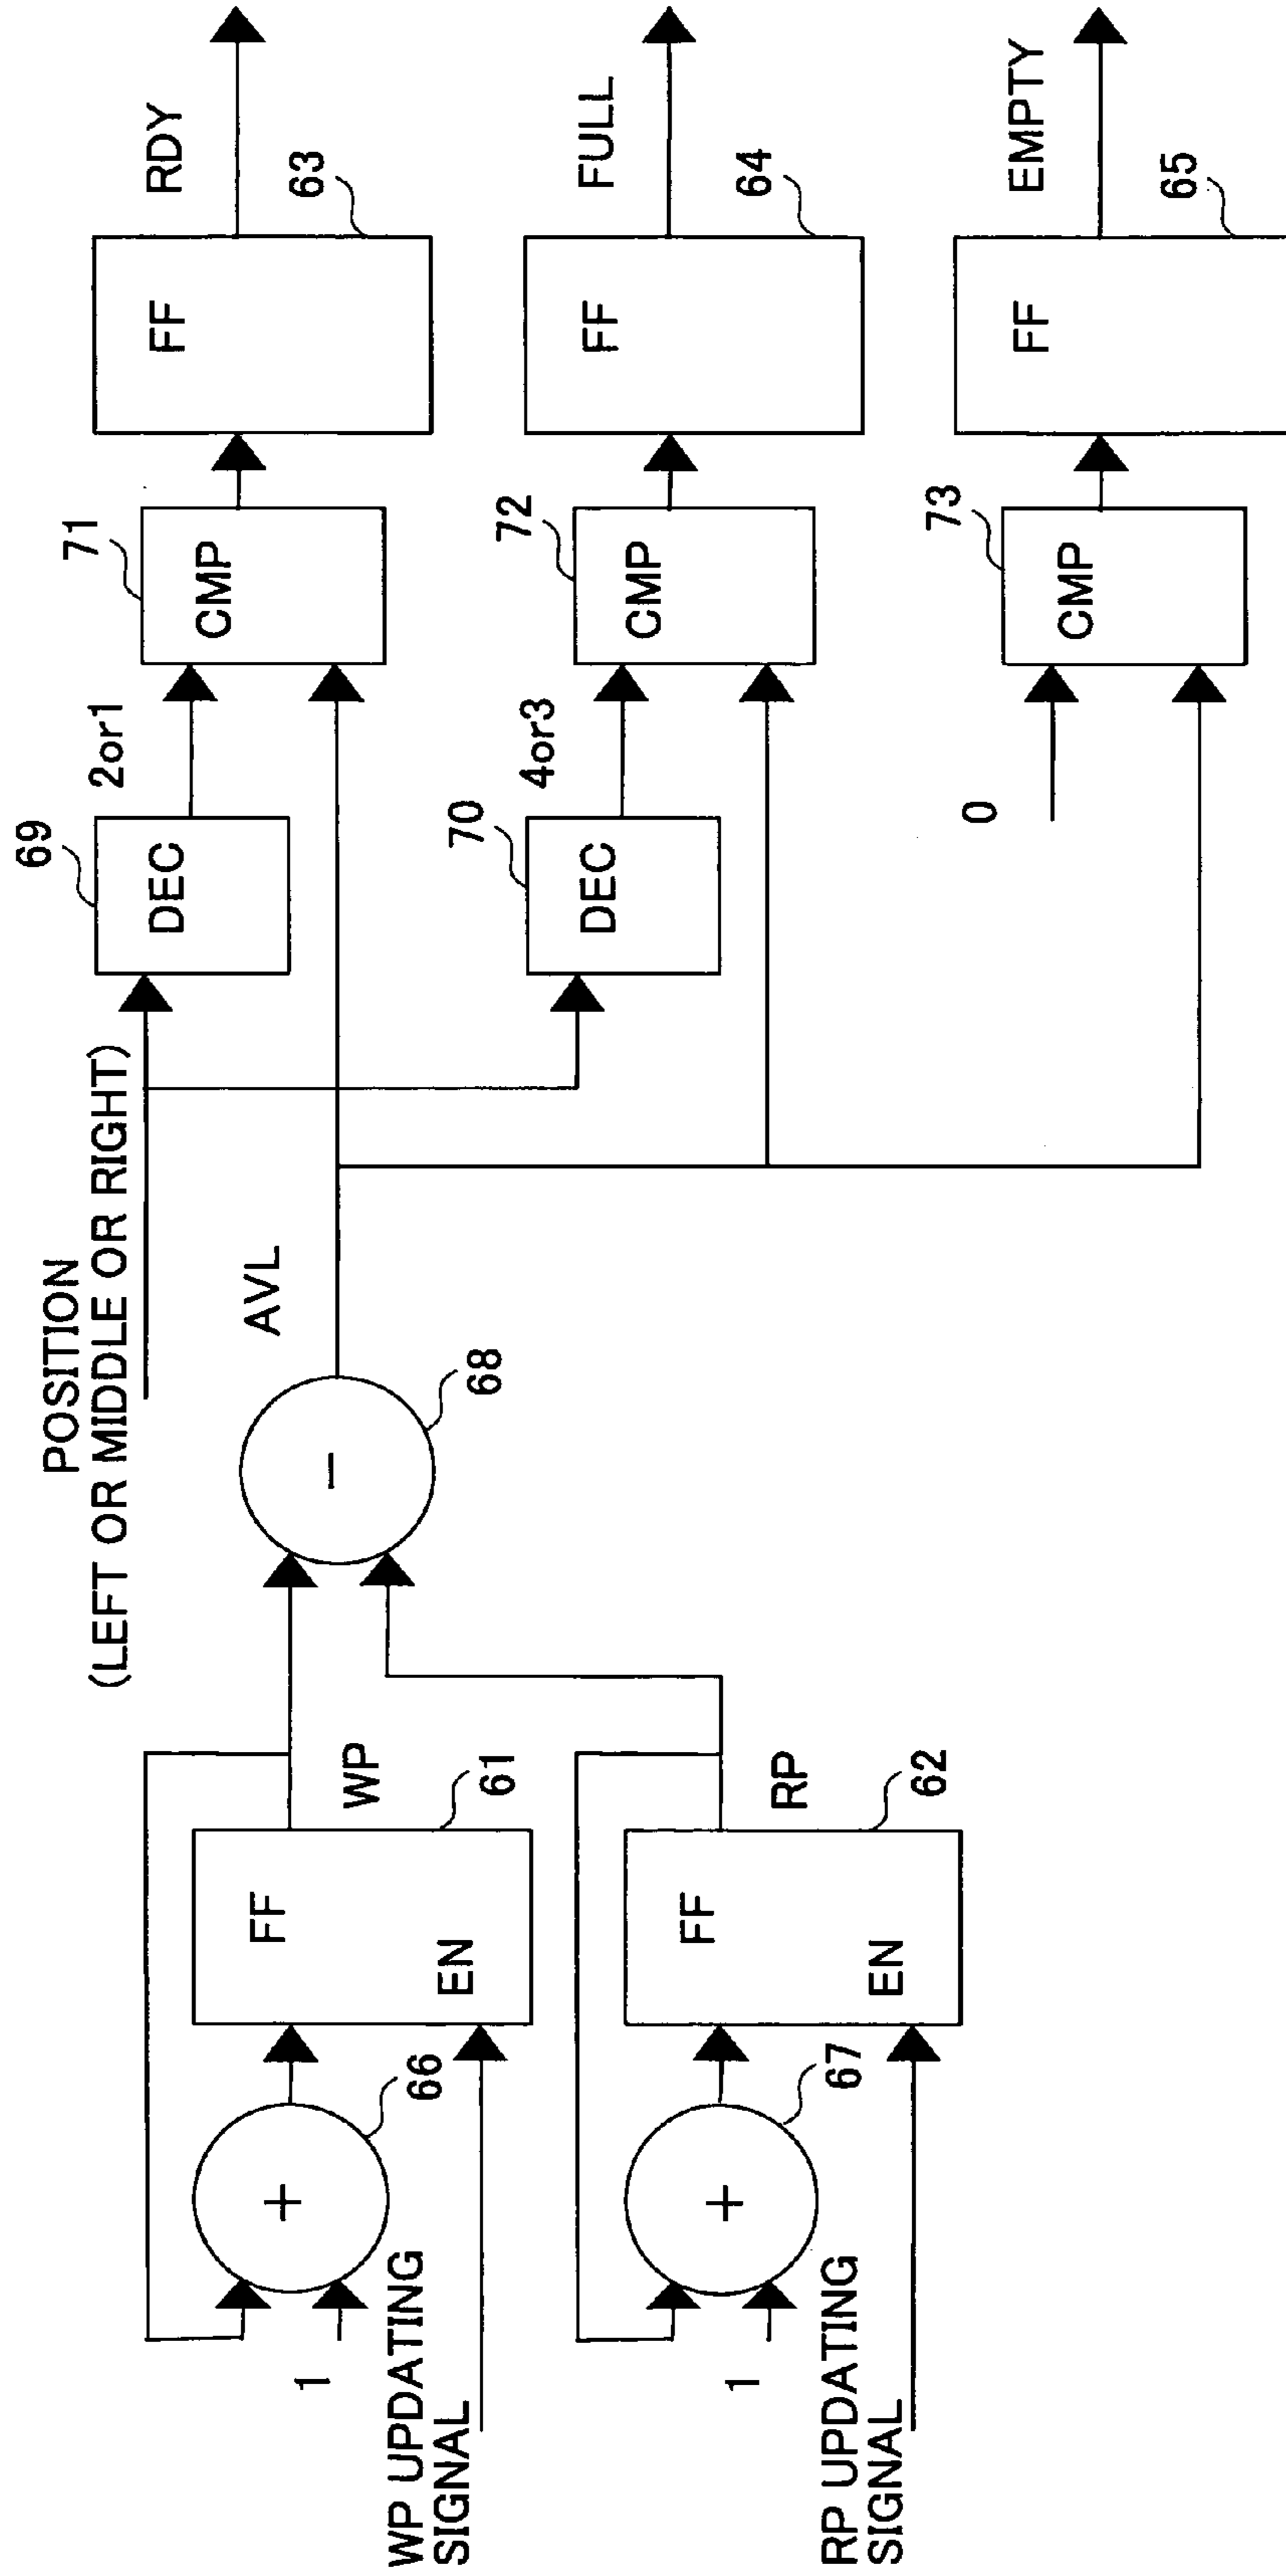 POSITION
(LEFT OR MIDDLE OR RIGHT)
69
DEC
2or1
71
CMP
FF
63
RDY
AVL
68
-
70
DEC
4or3
72
CMP
FF
64
FULL
0
73
CMP
FF
65
EMPTY
1
+
66
FF
EN
61
WP
WP UPDATING
SIGNAL
1
+
67
FF
EN
62
RP
RP UPDATING
SIGNAL